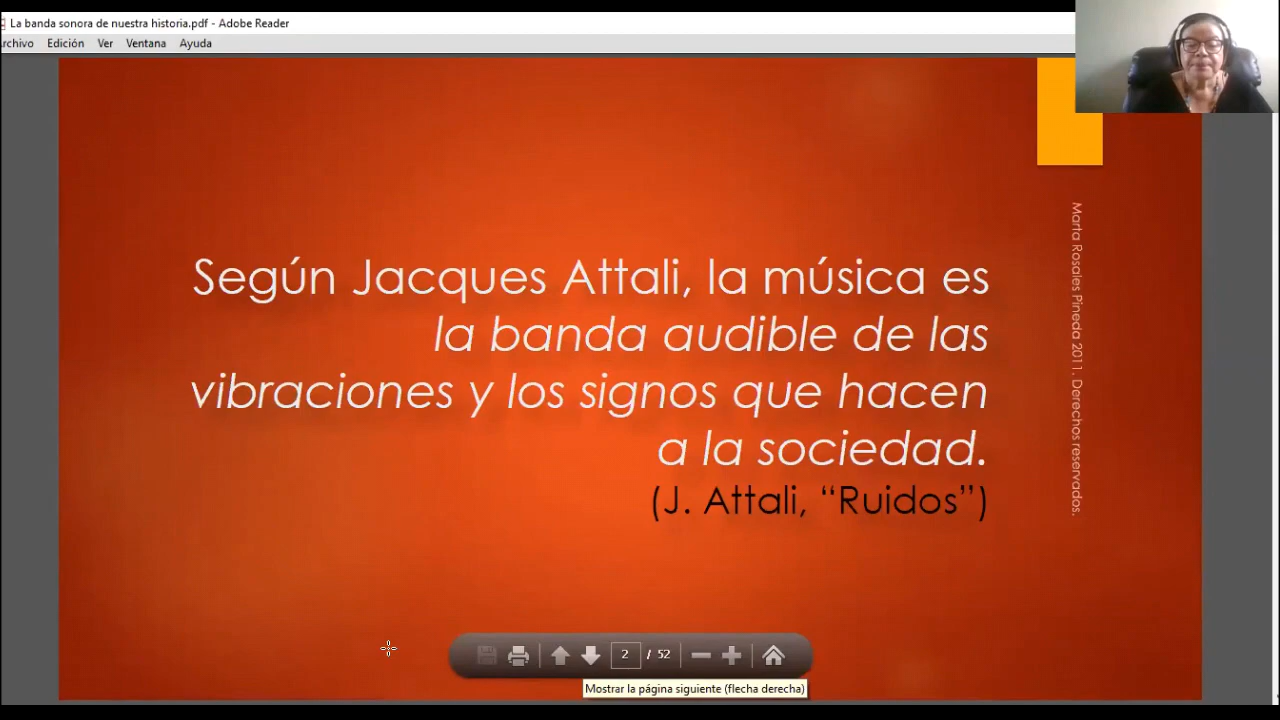 La banda sonora de nuestra historia.pdf - Adobe Reader
rchivo Edición Ver Ventana Ayuda
Según Jacques Attali, la música es
la banda audible de las
vibraciones y los signos que hacen
a la sociedad.
(J. Attali, “Ruidos”)
Marta Rosales Pineda 2011. Derechos reservados.
2 / 52
Mostrar la página siguiente (flecha derecha)